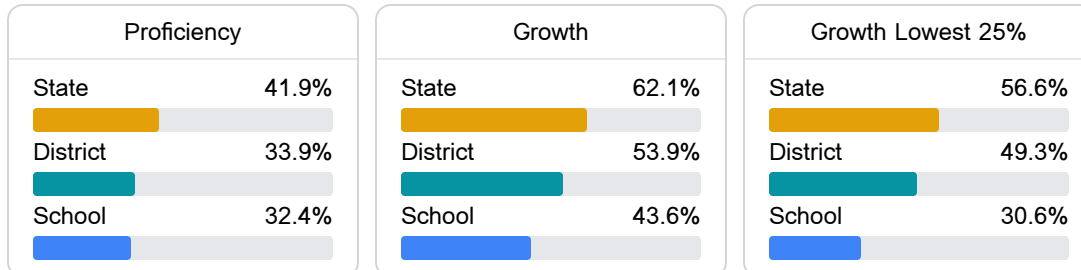 Proficiency
State 41.9%
District 33.9%
School 32.4%
Growth
State 62.1%
District 53.9%
School 43.6%
Growth Lowest 25%
State 56.6%
District 49.3%
School 30.6%